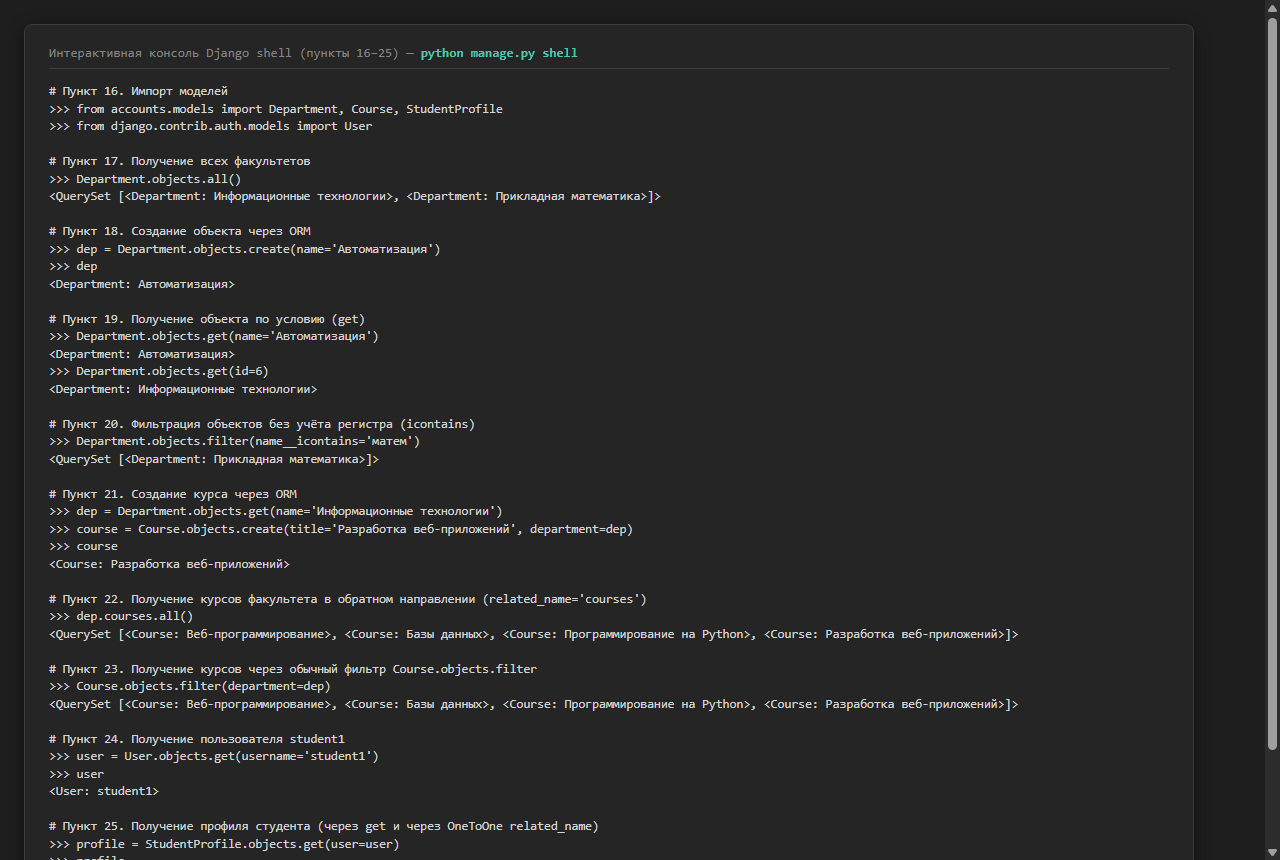 Интерактивная консоль Django shell (пункты 16–25) — python manage.py shell
# Пункт 16. Импорт моделей
>>> from accounts.models import Department, Course, StudentProfile
>>> from django.contrib.auth.models import User
# Пункт 17. Получение всех факультетов
>>> Department.objects.all()
<QuerySet [<Department: Информационные технологии>, <Department: Прикладная математика>]>
# Пункт 18. Создание объекта через ORM
>>> dep = Department.objects.create(name='Автоматизация')
>>> dep
<Department: Автоматизация>
# Пункт 19. Получение объекта по условию (get)
>>> Department.objects.get(name='Автоматизация')
<Department: Автоматизация>
>>> Department.objects.get(id=6)
<Department: Информационные технологии>
# Пункт 20. Фильтрация объектов без учёта регистра (icontains)
>>> Department.objects.filter(name__icontains='матем')
<QuerySet [<Department: Прикладная математика>]>
# Пункт 21. Создание курса через ORM
>>> dep = Department.objects.get(name='Информационные технологии')
>>> course = Course.objects.create(title='Разработка веб-приложений', department=dep)
>>> course
<Course: Разработка веб-приложений>
# Пункт 22. Получение курсов факультета в обратном направлении (related_name='courses')
>>> dep.courses.all()
<QuerySet [<Course: Веб-программирование>, <Course: Базы данных>, <Course: Программирование на Python>, <Course: Разработка веб-приложений>]>
# Пункт 23. Получение курсов через обычный фильтр Course.objects.filter
>>> Course.objects.filter(department=dep)
<QuerySet [<Course: Веб-программирование>, <Course: Базы данных>, <Course: Программирование на Python>, <Course: Разработка веб-приложений>]>
# Пункт 24. Получение пользователя student1
>>> user = User.objects.get(username='student1')
>>> user
<User: student1>
# Пункт 25. Получение профиля студента (через get и через OneToOne related_name)
>>> profile = StudentProfile.objects.get(user=user)
>>> profile